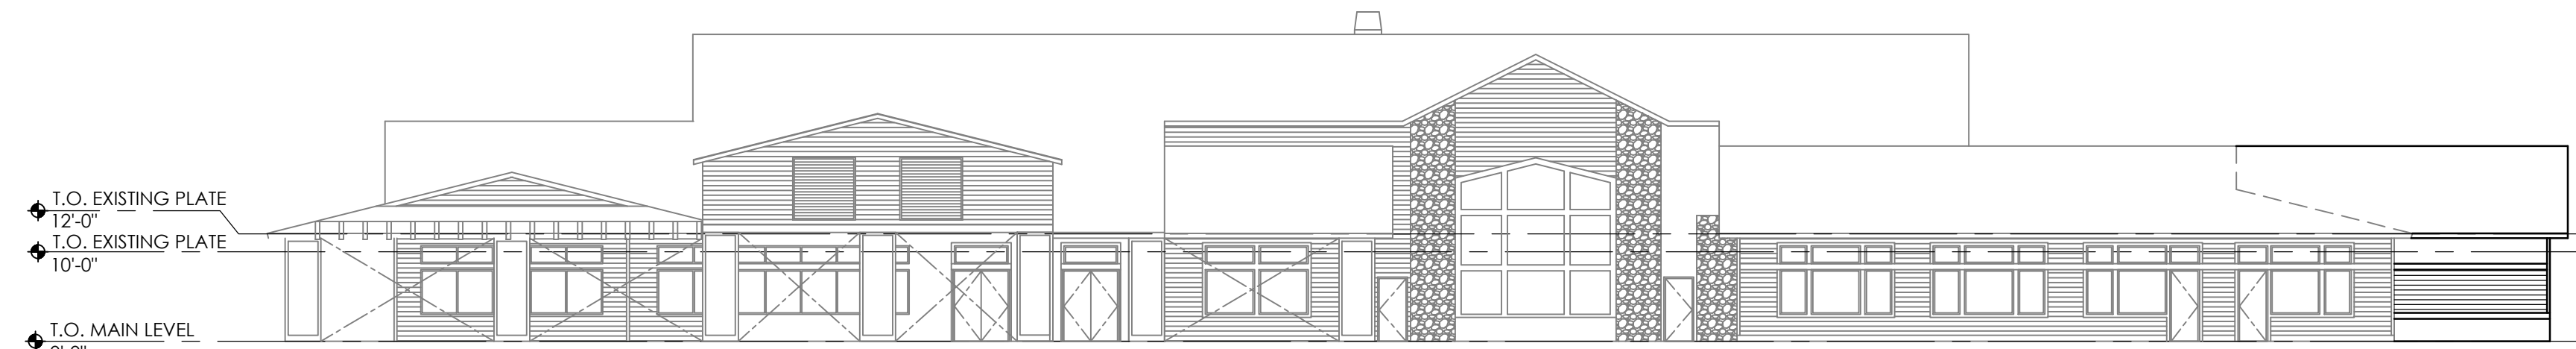 T.O. EXISTING PLATE
12'-0"
T.O. EXISTING PLATE
10'-0"
T.O. MAIN LEVEL